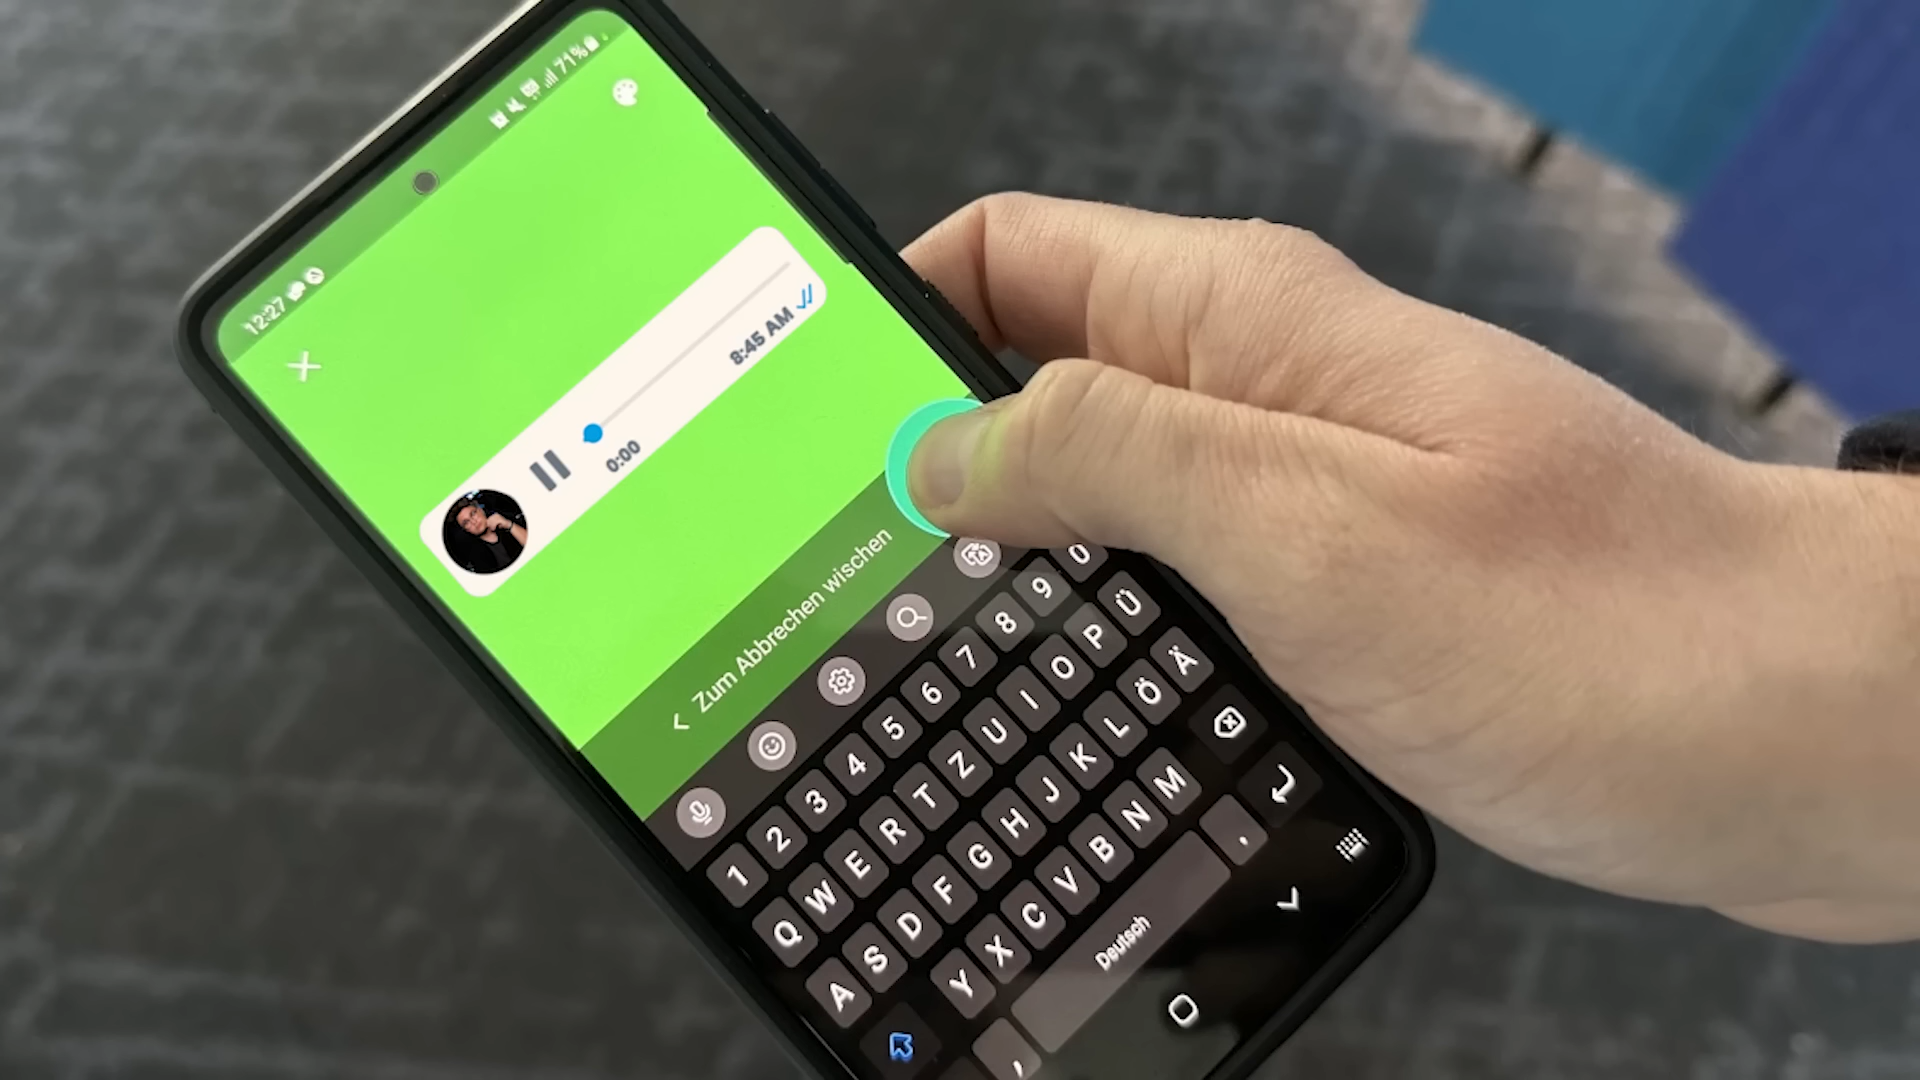 12:27
71%
0:00
8:45 AM
< Zum Abbrechen wischen
1 2 3 4 5 6 7 8 9 0
Q W E R T Z U I O P Ü
A S D F G H J K L Ö Ä
Y X C V B N M
, Deutsch .